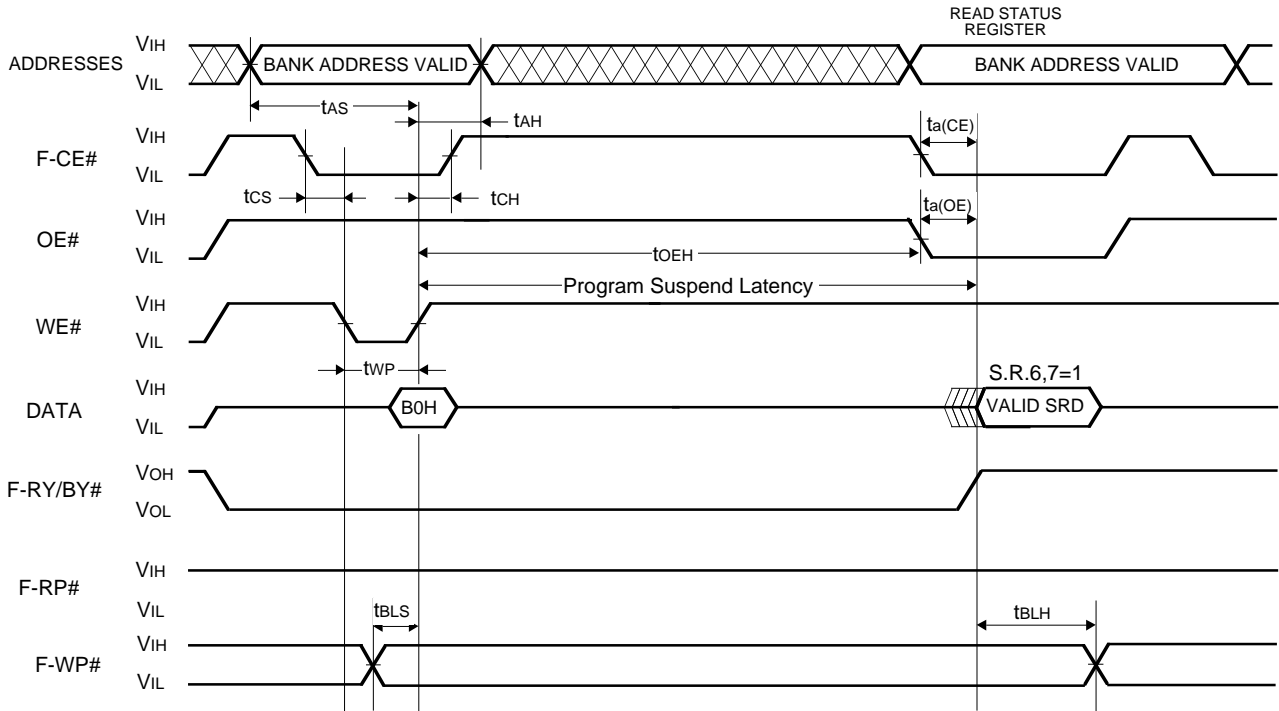 READ STATUS
REGISTER
ADDRESSES
VIH
VIL
BANK ADDRESS VALID
BANK ADDRESS VALID
tAS
tAH
F-CE#
VIH
VIL
ta(CE)
tCS
tCH
OE#
VIH
VIL
ta(OE)
tOEH
Program Suspend Latency
WE#
VIH
VIL
tWP
DATA
VIH
VIL
B0H
S.R.6,7=1
VALID SRD
F-RY/BY#
VOH
VOL
F-RP#
VIH
VIL
tBLS
tBLH
F-WP#
VIH
VIL